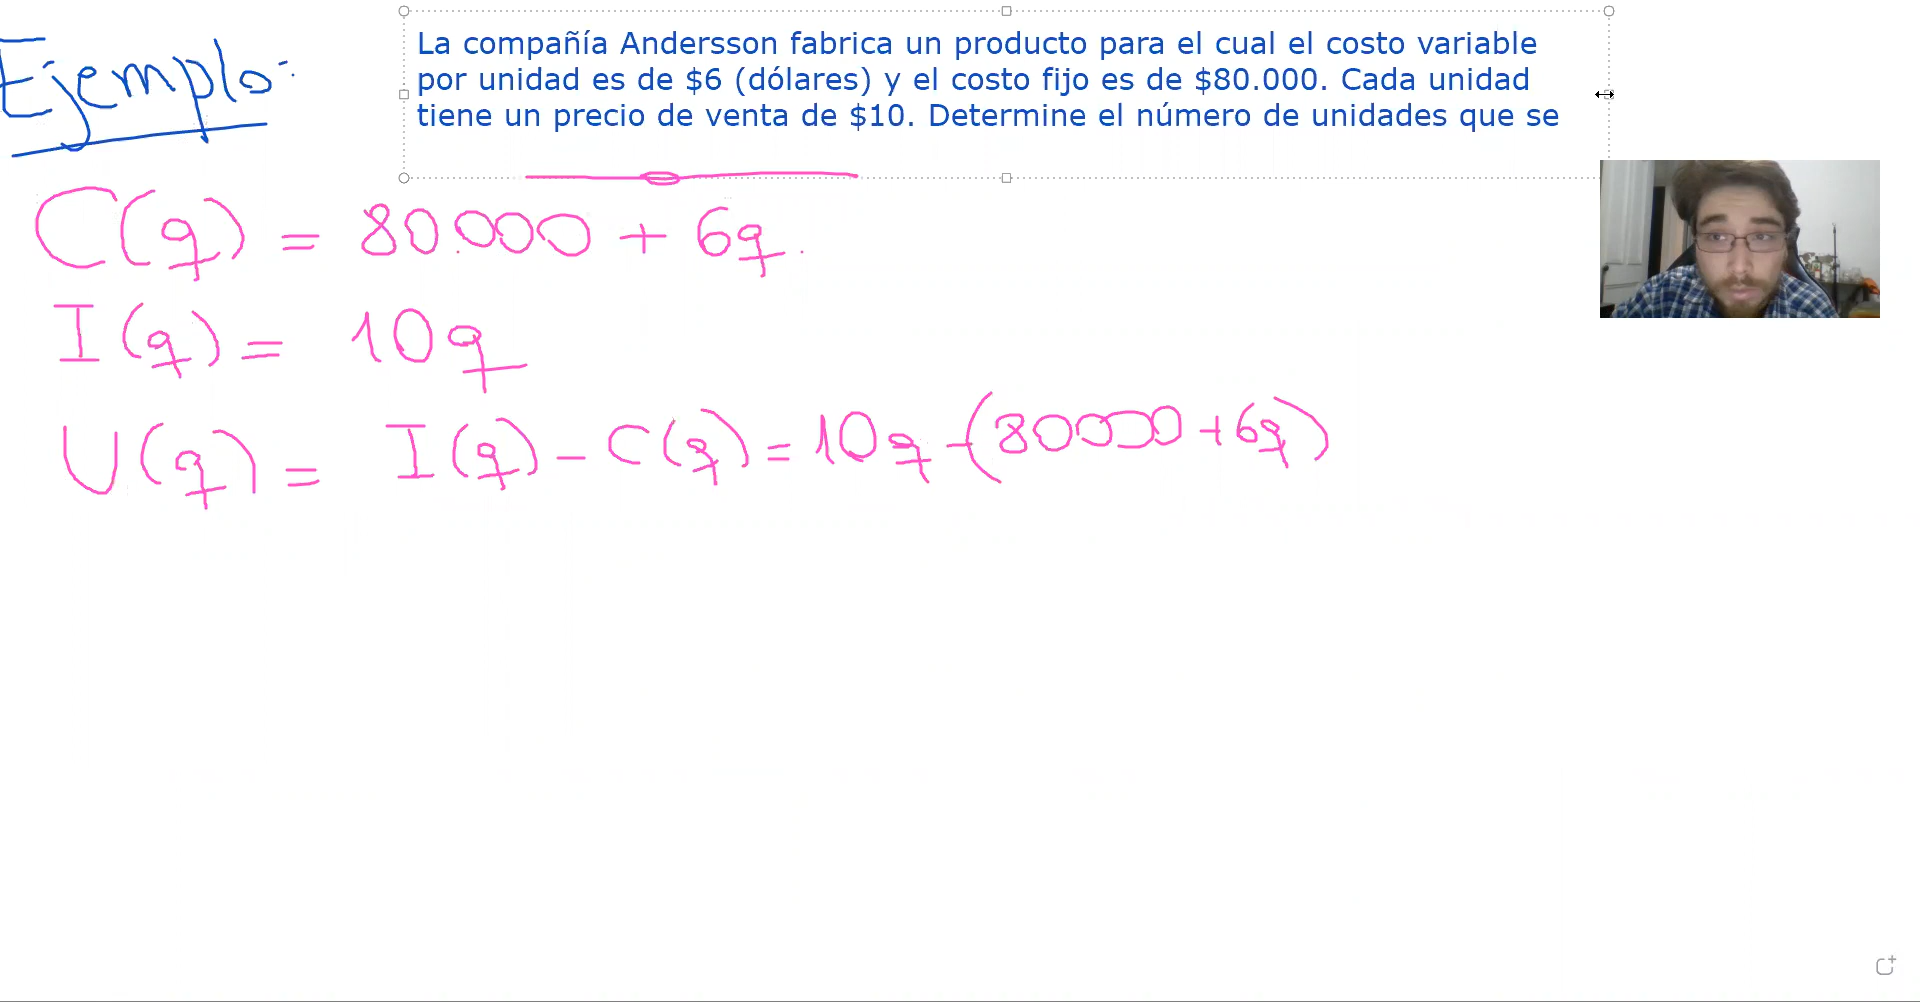 Ejemplo:
La compañía Andersson fabrica un producto para el cual el costo variable
por unidad es de $6 (dólares) y el costo fijo es de $80.000. Cada unidad
tiene un precio de venta de $10. Determine el número de unidades que se
C(q) = 80.000 + 6q.
I(q) = 10q
U(q) = I(q) - C(q) = 10q - (80000 + 6q)